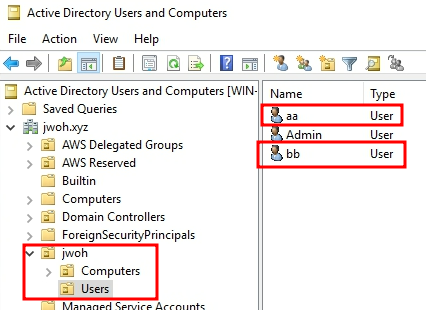 Active Directory Users and Computers
File Action View Help
Active Directory Users and Computers [WIN-
Saved Queries
jwoh.xyz
AWS Delegated Groups
AWS Reserved
Builtin
Computers
Domain Controllers
ForeignSecurityPrincipals
jwoh
Computers
Users
Managed Service Accounts
Name Type
aa User
Admin User
bb User